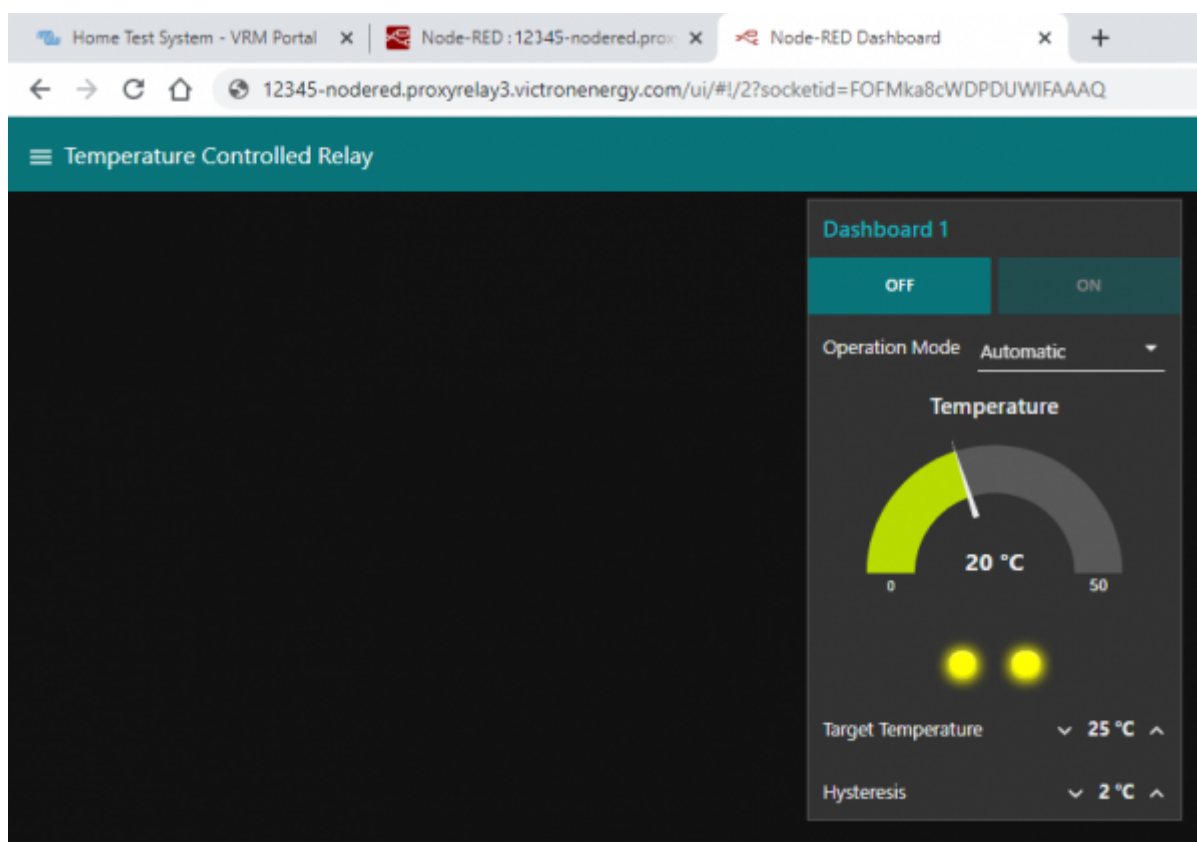 Home Test System - VRM Portal
Node-RED : 12345-nodered.prox
Node-RED Dashboard
12345-nodered.proxyrelay3.victronenergy.com/ui/#!/2?socketid=FOFMka8cWDPDUWIFAAAQ
Temperature Controlled Relay
Dashboard 1
OFF ON
Operation Mode Automatic
Temperature
20 °C
0 50
Target Temperature 25 °C
Hysteresis 2 °C